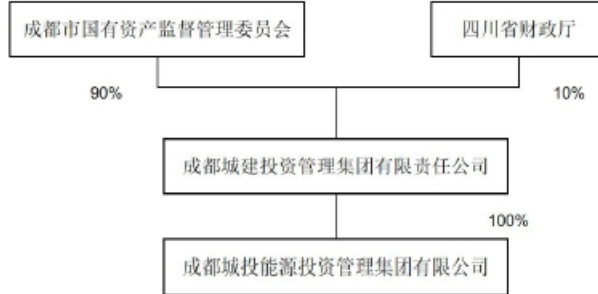 成都市国有资产监督管理委员会
四川省财政厅
90%
10%
成都城建投资管理集团有限责任公司
100%
成都城投能源投资管理集团有限公司